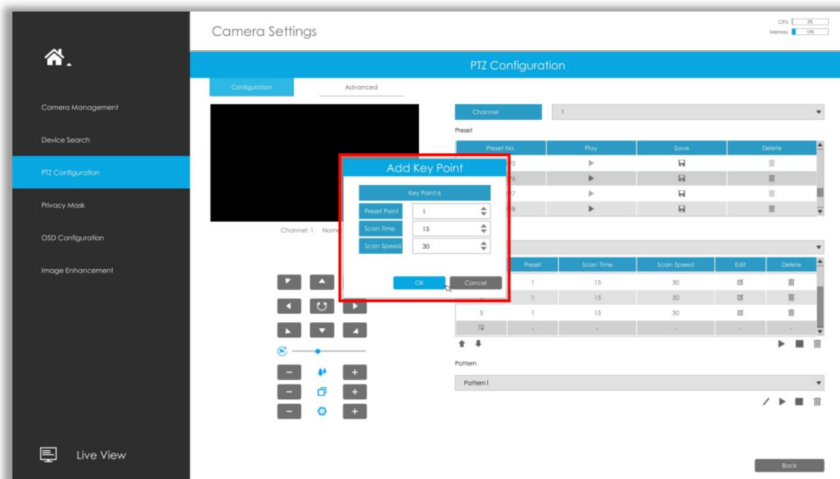 Camera Settings
CPU
Memory
PTZ Configuration
Camera Management
Device Search
PTZ Configuration
Privacy Mask
OSD Configuration
Image Enhancement
Live View
Configuration
Advanced
Channel 1
Preset
Preset No. Play Save Delete
Add Key Point
Key Point:6
Preset Point 1
Scan Time 15
Scan Speed 30
OK Cancel
Channel: 1
Preset Scan Time Scan Speed Edit Delete
1 15 30
1 15 30
5 1 15 30
- - - -
Pattern
Pattern1
Back